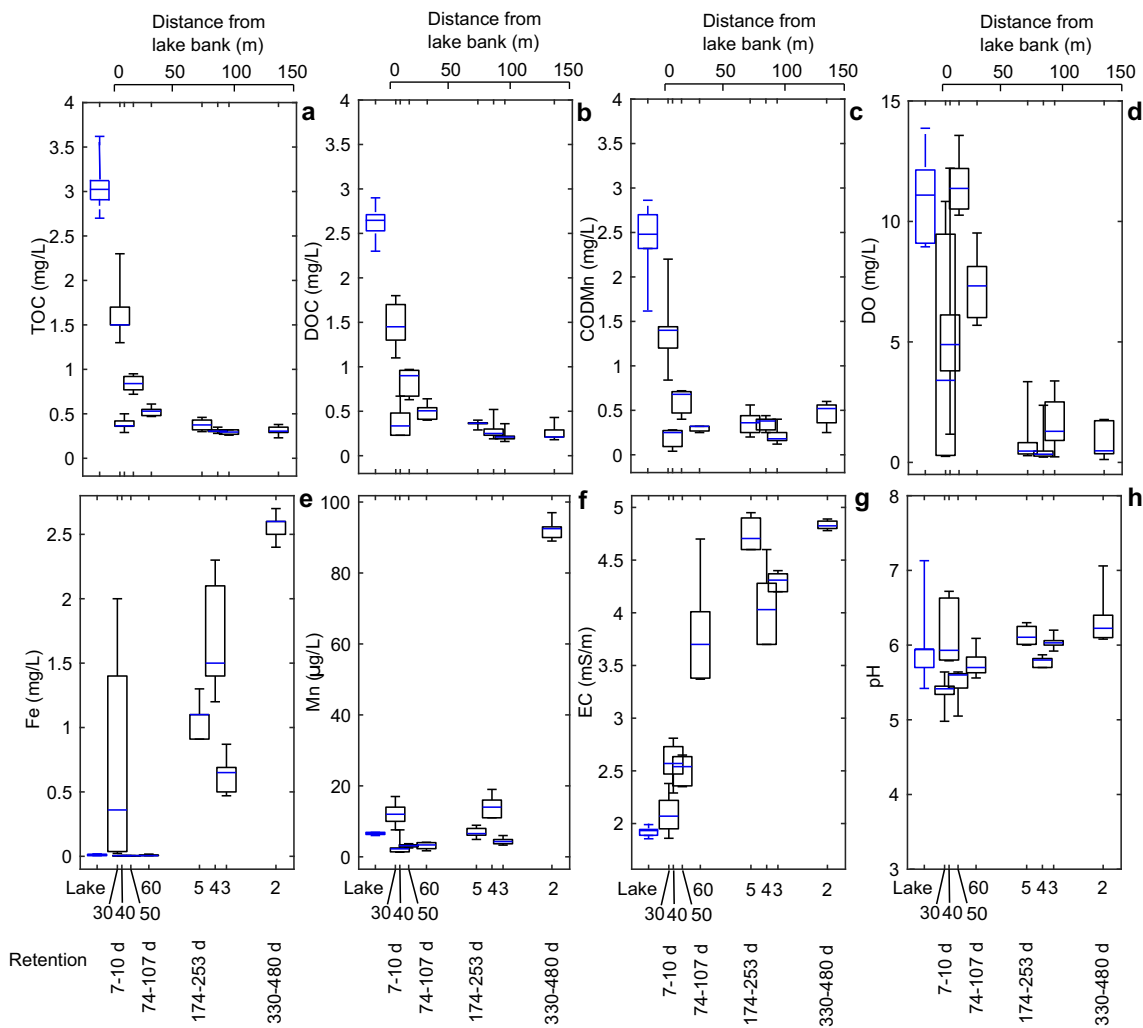 Distance from
lake bank (m)
0 50 100 150
Distance from
lake bank (m)
0 50 100 150
Distance from
lake bank (m)
0 50 100 150
Distance from
lake bank (m)
0 50 100 150
a
TOC (mg/L)
4
3.5
3
2.5
2
1.5
1
0.5
0
b
DOC (mg/L)
4
3.5
3
2.5
2
1.5
1
0.5
0
c
CODMn (mg/L)
4
3.5
3
2.5
2
1.5
1
0.5
0
d
DO (mg/L)
15
10
5
0
e
Fe (mg/L)
2.5
2
1.5
1
0.5
0
f
Mn (µg/L)
100
80
60
40
20
0
g
EC (mS/m)
5
4.5
4
3.5
3
2.5
2
h
pH
8
7
6
5
4
3
Lake 60 5 43 2
30 40 50
Lake 60 5 43 2
30 40 50
Lake 60 5 43 2
30 40 50
Lake 60 5 43 2
30 40 50
Retention
7-10 d
74-107 d
174-253 d
330-480 d
7-10 d
74-107 d
174-253 d
330-480 d
7-10 d
74-107 d
174-253 d
330-480 d
7-10 d
74-107 d
174-253 d
330-480 d